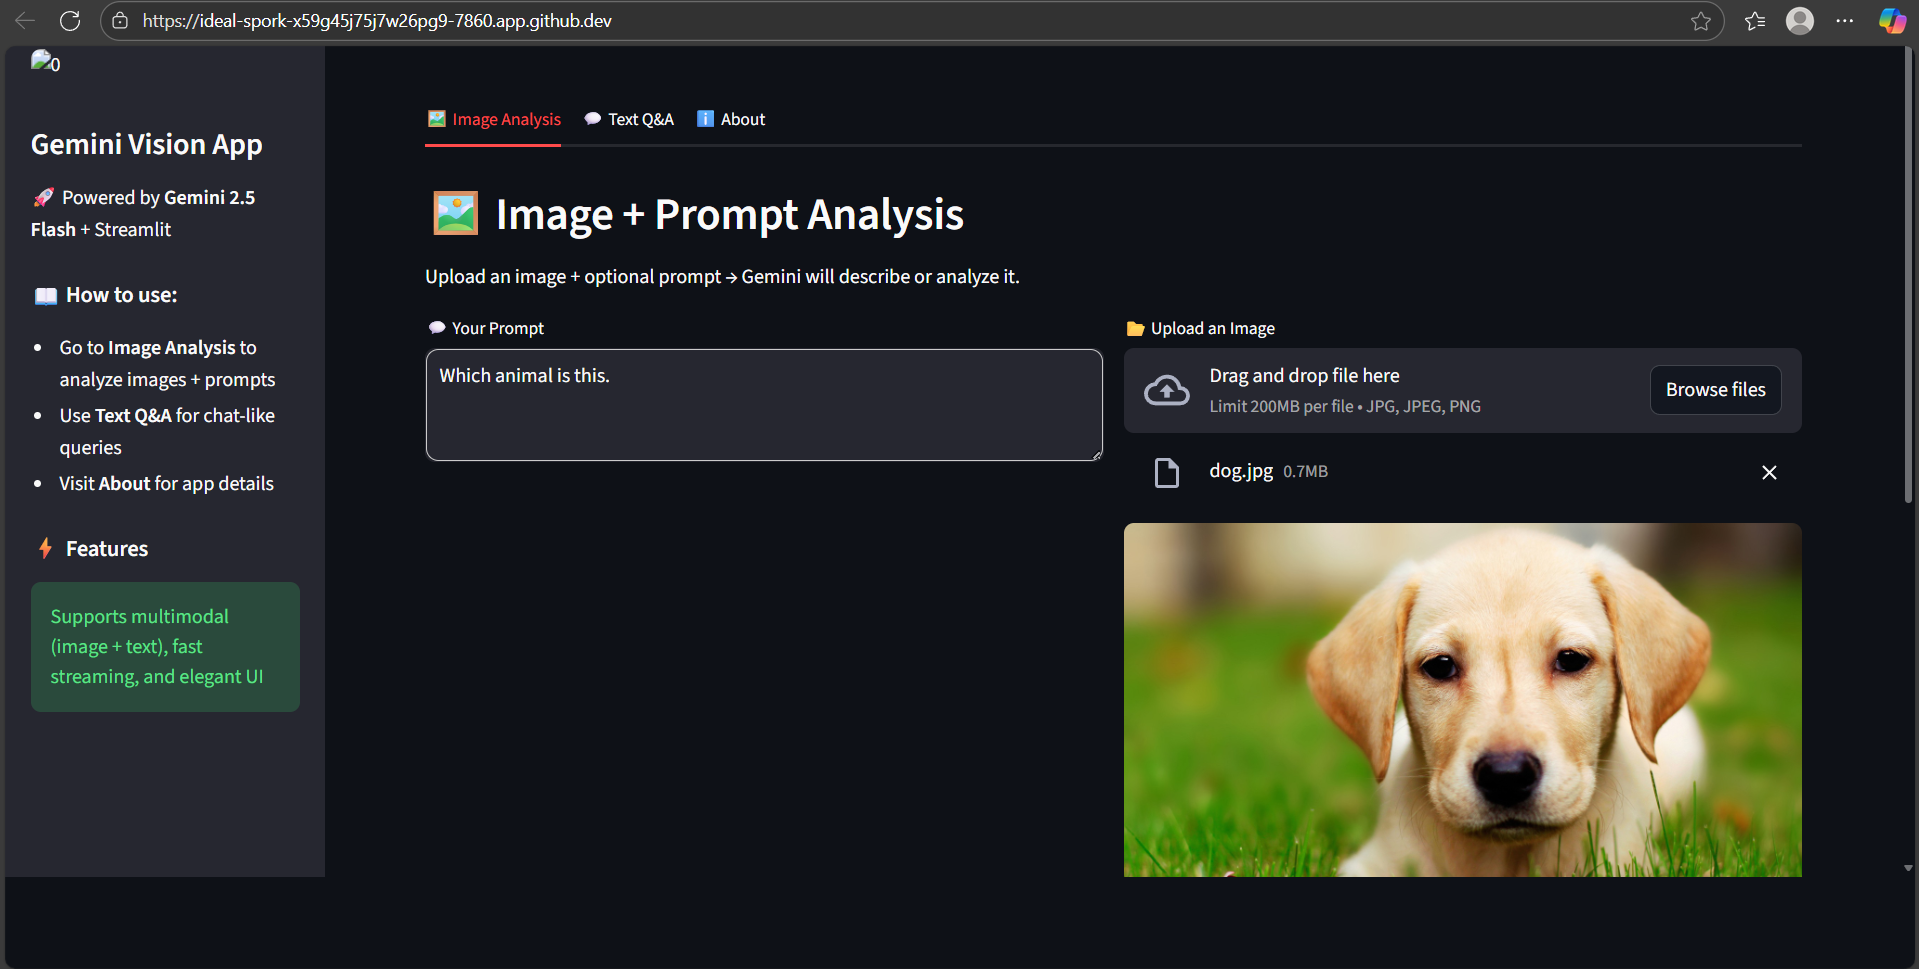 https://ideal-spork-x59g45j75j7w26pg9-7860.app.github.dev
0
Gemini Vision App
🚀 Powered by Gemini 2.5
Flash + Streamlit
📖 How to use:
• Go to Image Analysis to
analyze images + prompts
• Use Text Q&A for chat-like
queries
• Visit About for app details
⚡ Features
Supports multimodal
(image + text), fast
streaming, and elegant UI
🖼️ Image Analysis 💬 Text Q&A ℹ️ About
🖼️ Image + Prompt Analysis
Upload an image + optional prompt → Gemini will describe or analyze it.
💬 Your Prompt
Which animal is this.
📂 Upload an Image
Drag and drop file here
Limit 200MB per file • JPG, JPEG, PNG
Browse files
dog.jpg 0.7MB